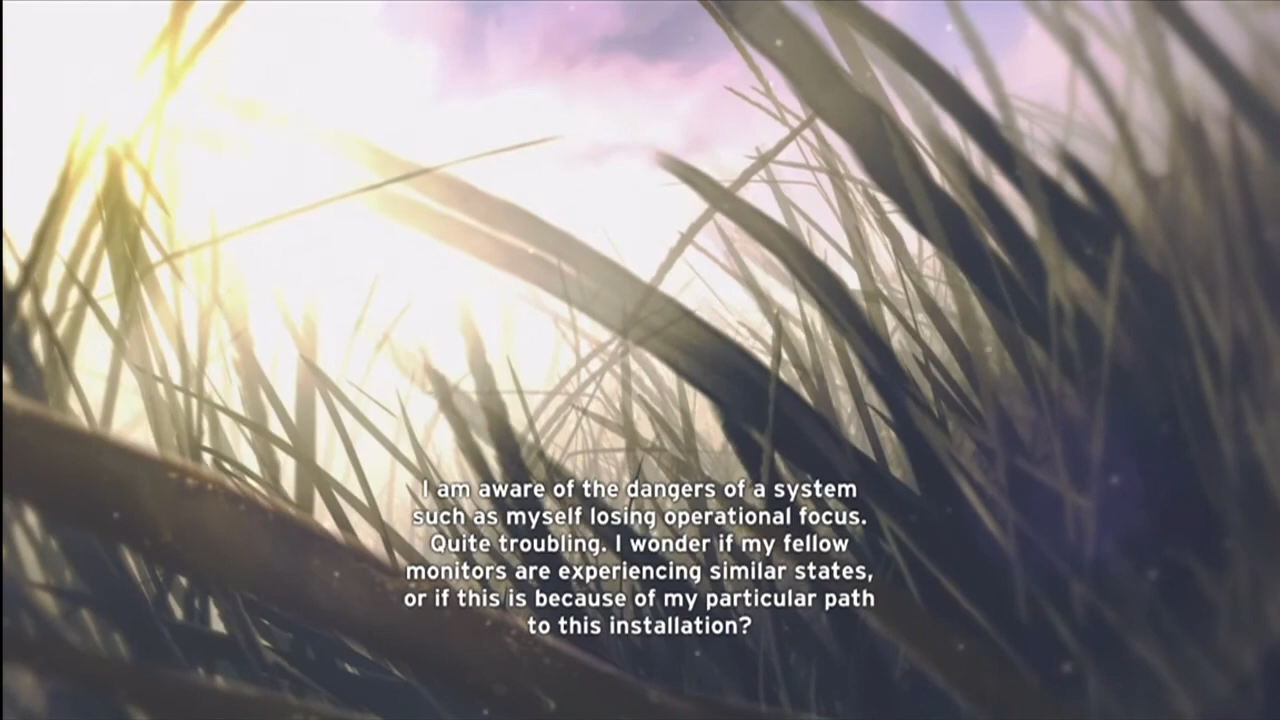 I am aware of the dangers of a system
such as myself losing operational focus.
Quite troubling. I wonder if my fellow
monitors are experiencing similar states,
or if this is because of my particular path
to this installation?